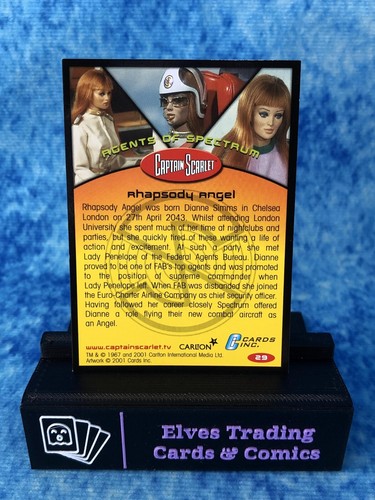 AGENTS OF SPECTRUM
CAPTAIN SCARLET
Rhapsody Angel
Rhapsody Angel was born Dianne Simms in Chelsea
London on 27th April 2043. Whilst attending London
University she spent much of her time at nightclubs and
parties, but she quickly tired of these wanting a life of
action and excitement. At such a party she met
Lady Penelope of the Federal Agents Bureau. Dianne
proved to be one of FAB's top agents and was promoted
to the position of supreme commander when
Lady Penelope left. When FAB was disbanded she joined
the Euro-Charter Airline Company as chief security officer.
Having followed her career closely Spectrum offered
Dianne a role flying their new combat aircraft as
an Angel.
www.captainscarlet.tv CARLTON
CARDS INC.
TM & © 1967 and 2001 Carlton International Media Ltd.
Artwork © 2001 Cards Inc.
29
Elves Trading
Cards & Comics